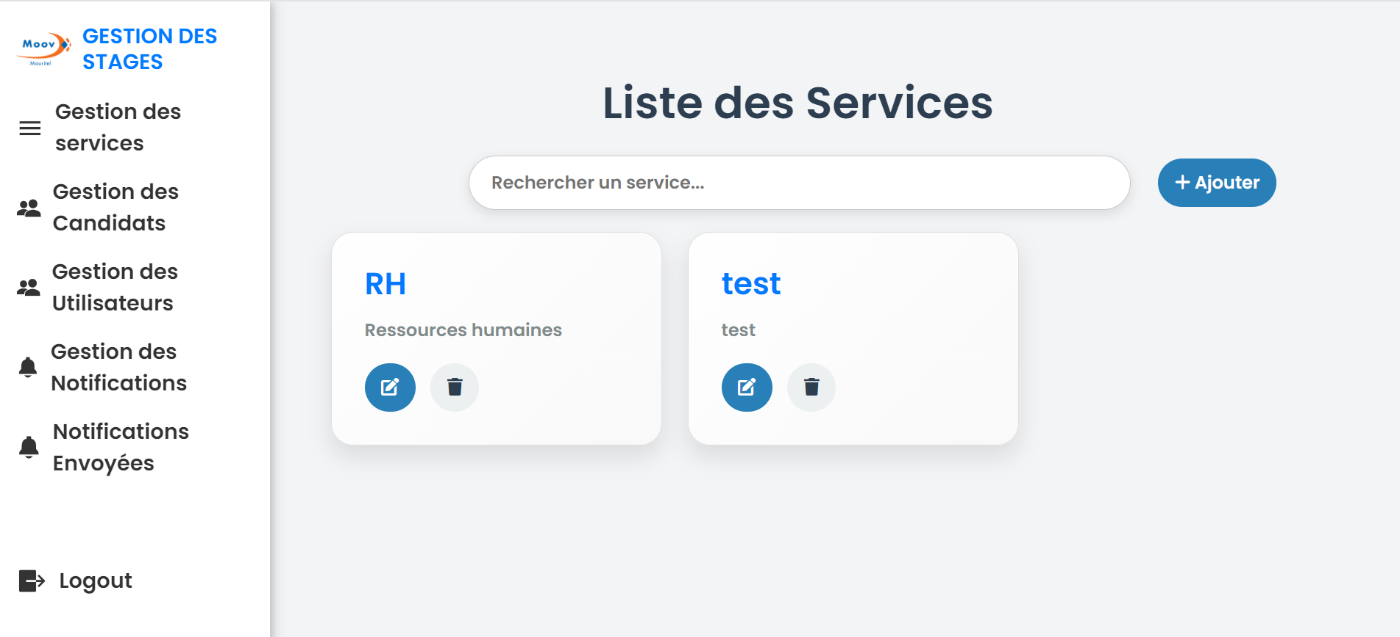 Moov
Mauritel
GESTION DES
STAGES
Gestion des
services
Gestion des
Candidats
Gestion des
Utilisateurs
Gestion des
Notifications
Notifications
Envoyées
Logout
Liste des Services
Rechercher un service...
+ Ajouter
RH
Ressources humaines
test
test